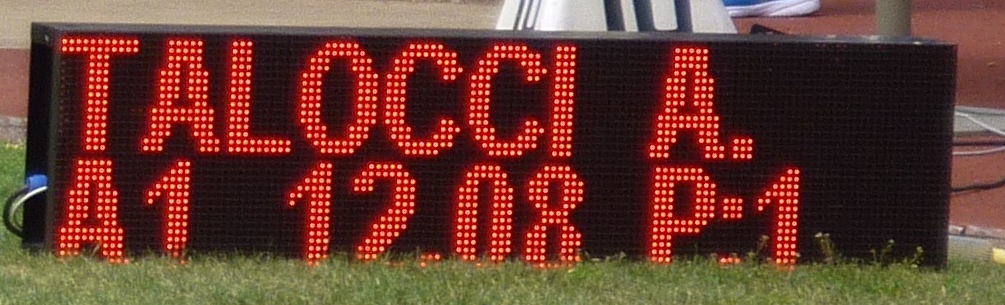 TALOCCI A.
A1 12.08 P:1